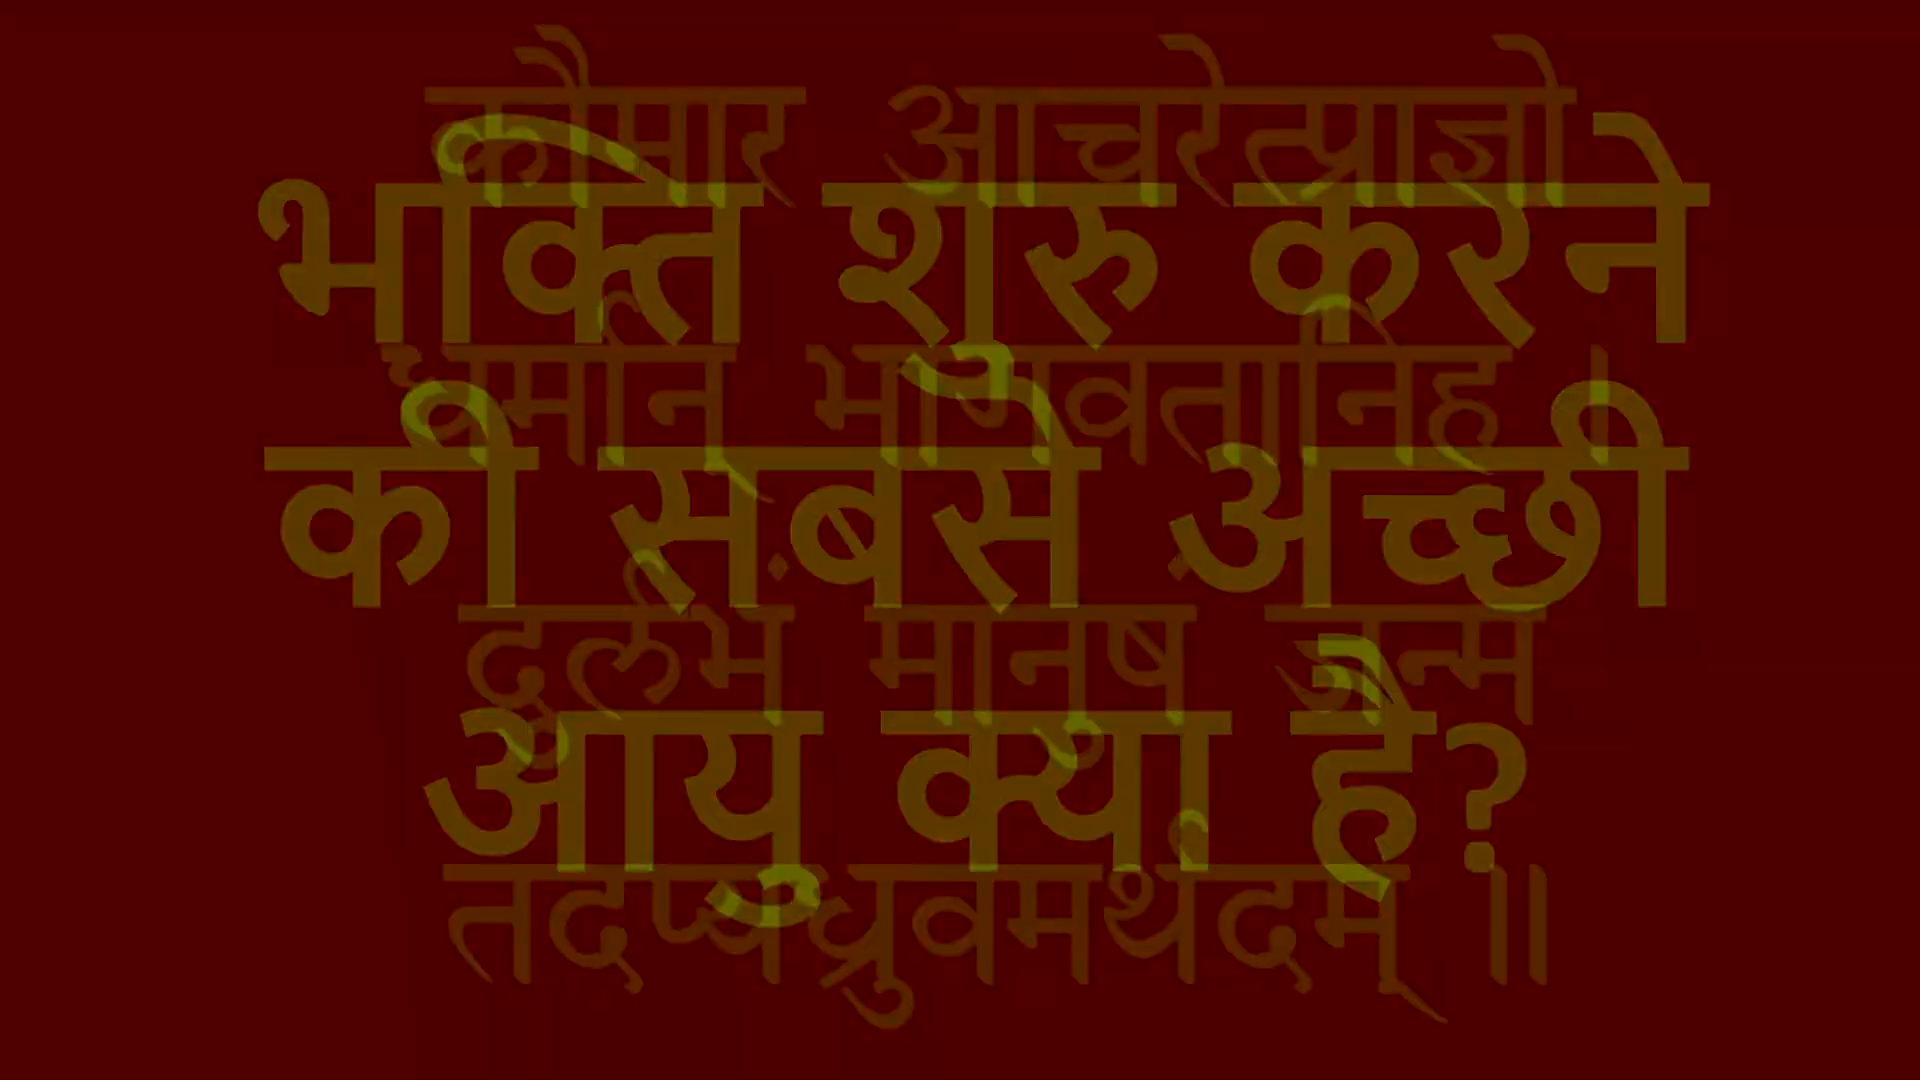 कौमार आचरेत्प्राज्ञो
भक्ति शुरु करने
धर्मान् भागवतानिह ।
की सबसे अच्छी
दुर्लभं मानुषं जन्म
आयु क्या है?
तदप्यध्रुवमर्थदम् ॥